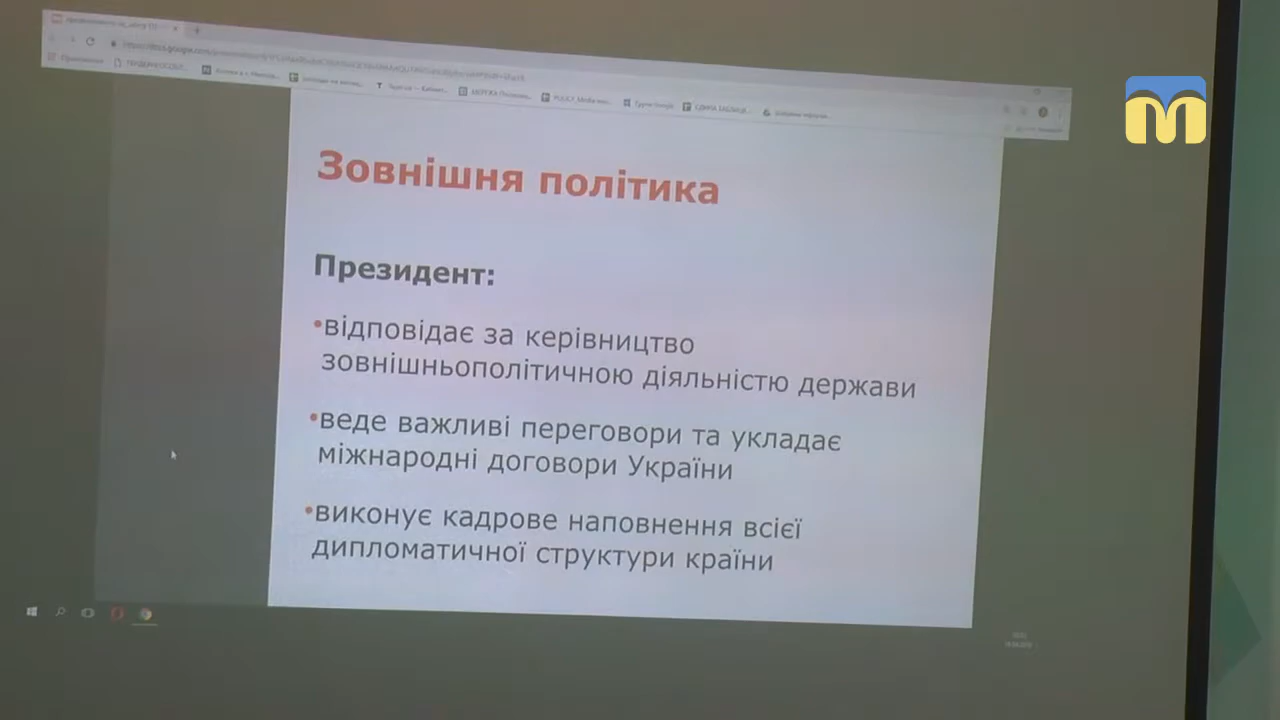 Зовнішня політика
Президент:
•відповідає за керівництво
зовнішньополітичною діяльністю держави
•веде важливі переговори та укладає
міжнародні договори України
•виконує кадрове наповнення всієї
дипломатичної структури країни